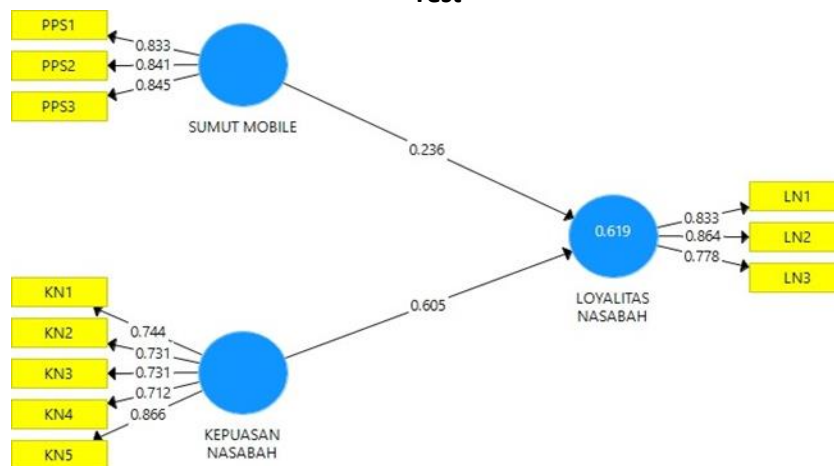 Test
PPS1
0.833
PPS2
0.841
PPS3
0.845
SUMUT MOBILE
0.236
LN1
0.833
0.619
0.864
LN2
0.778
LN3
LOYALITAS
NASABAH
0.605
KN1
0.744
KN2
0.731
KN3
0.731
KN4
0.712
KN5
0.866
KEPUASAN
NASABAH